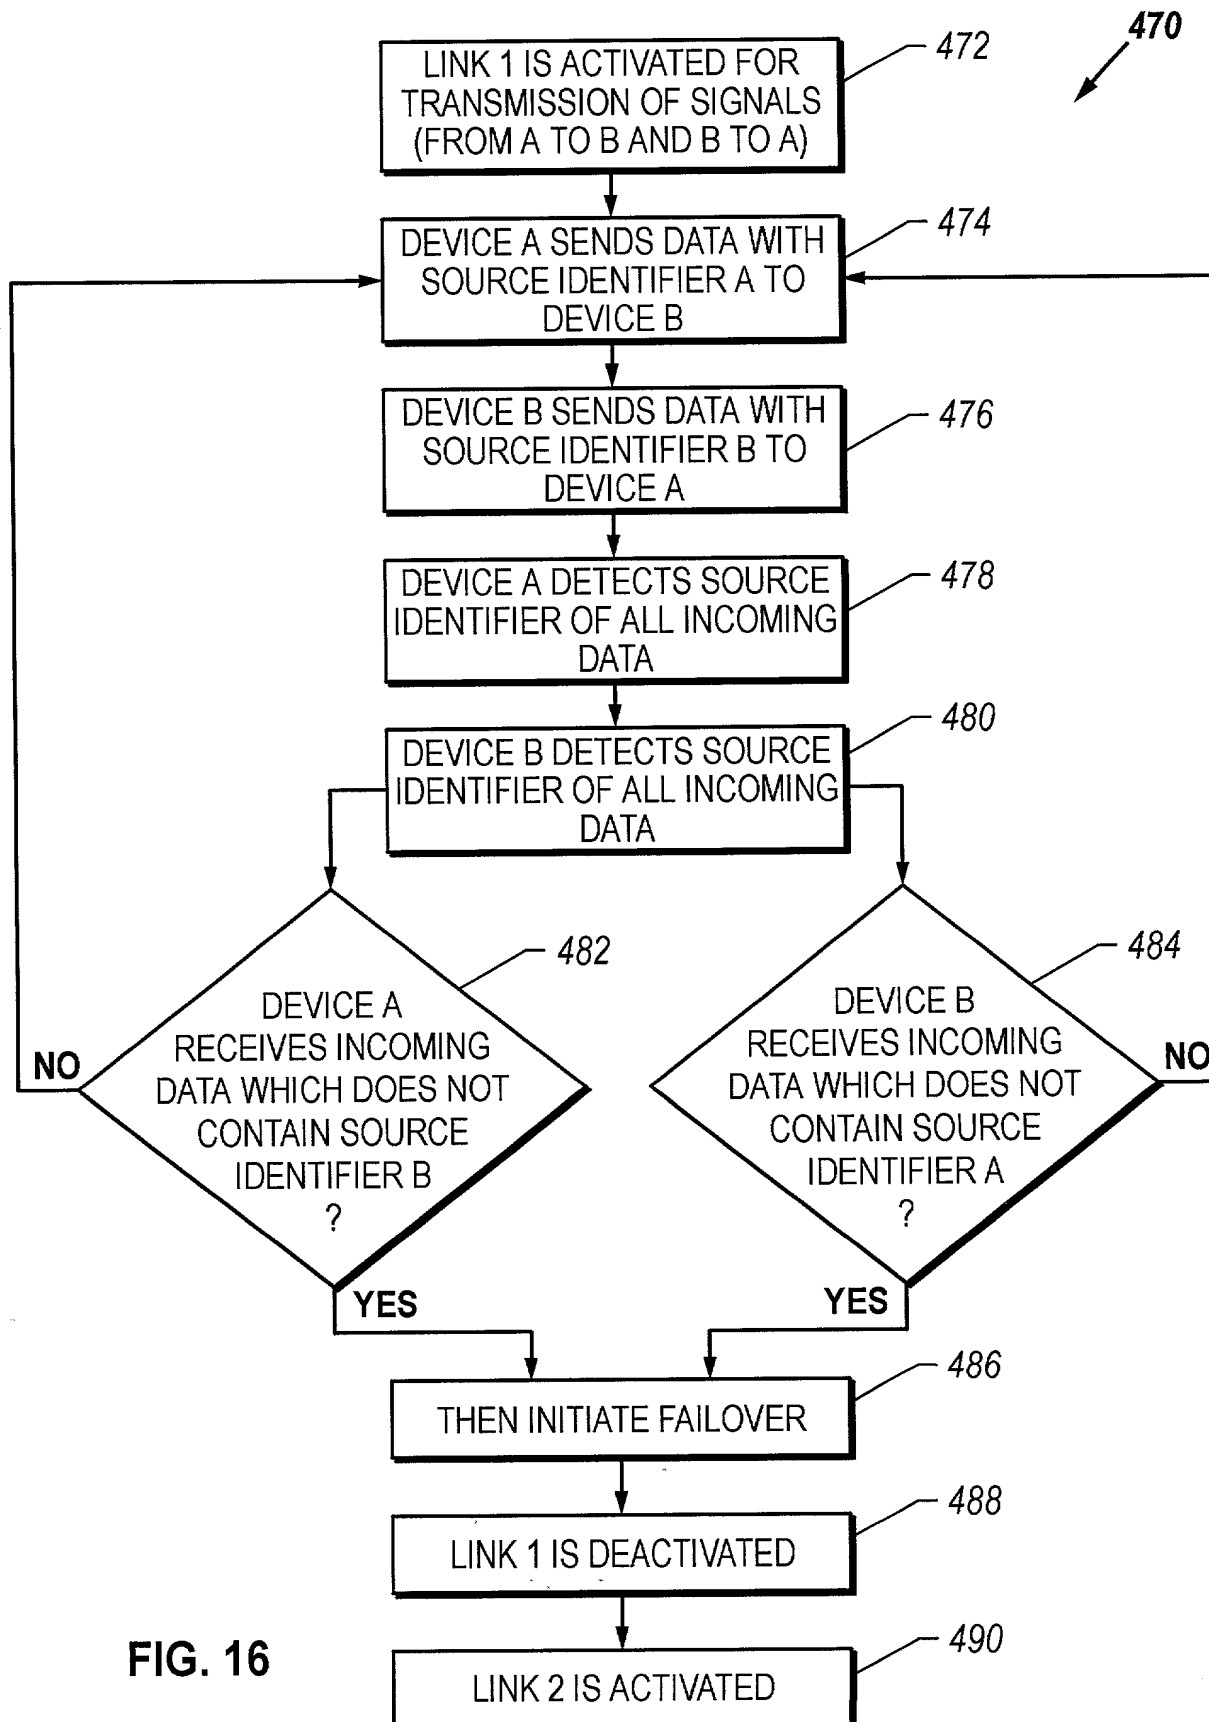 470
472
LINK 1 IS ACTIVATED FOR
TRANSMISSION OF SIGNALS
(FROM A TO B AND B TO A)
474
DEVICE A SENDS DATA WITH
SOURCE IDENTIFIER A TO
DEVICE B
476
DEVICE B SENDS DATA WITH
SOURCE IDENTIFIER B TO
DEVICE A
478
DEVICE A DETECTS SOURCE
IDENTIFIER OF ALL INCOMING
DATA
480
DEVICE B DETECTS SOURCE
IDENTIFIER OF ALL INCOMING
DATA
482
DEVICE A
RECEIVES INCOMING
DATA WHICH DOES NOT
CONTAIN SOURCE
IDENTIFIER B
?
NO
YES
484
DEVICE B
RECEIVES INCOMING
DATA WHICH DOES NOT
CONTAIN SOURCE
IDENTIFIER A
?
NO
YES
486
THEN INITIATE FAILOVER
488
LINK 1 IS DEACTIVATED
490
LINK 2 IS ACTIVATED
FIG. 16